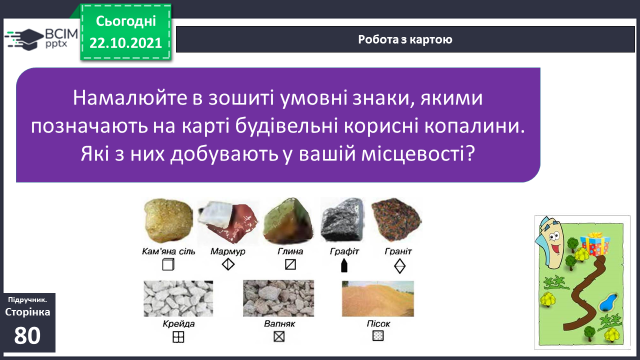 Сьогодні
22.10.2021
BCIM
pptx
Робота з картою
Намалюйте в зошиті умовні знаки, якими
позначають на карті будівельні корисні копалини.
Які з них добувають у вашій місцевості?
Кам'яна сіль Мармур Глина Графіт Граніт
Крейда Вапняк Пісок
Підручник.
Сторінка
80